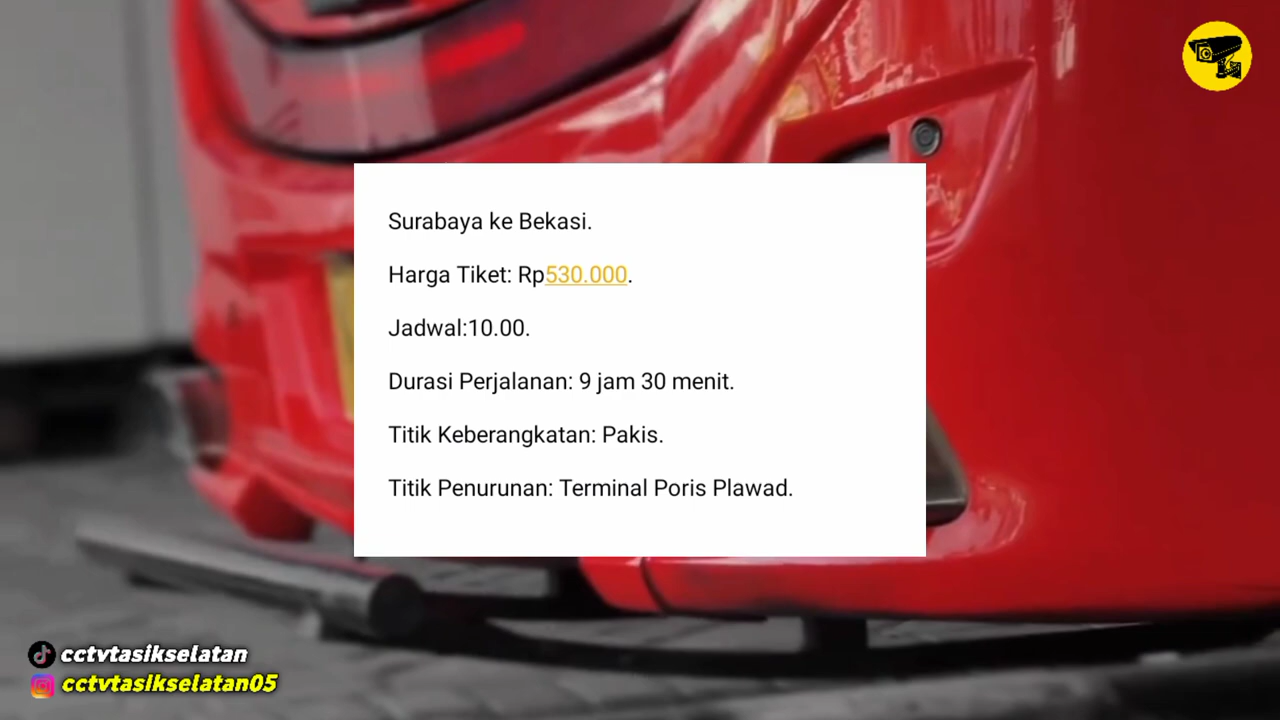 Surabaya ke Bekasi.
Harga Tiket: Rp530.000.
Jadwal:10.00.
Durasi Perjalanan: 9 jam 30 menit.
Titik Keberangkatan: Pakis.
Titik Penurunan: Terminal Poris Plawad.
cctvtasikselatan
cctvtasikselatan05